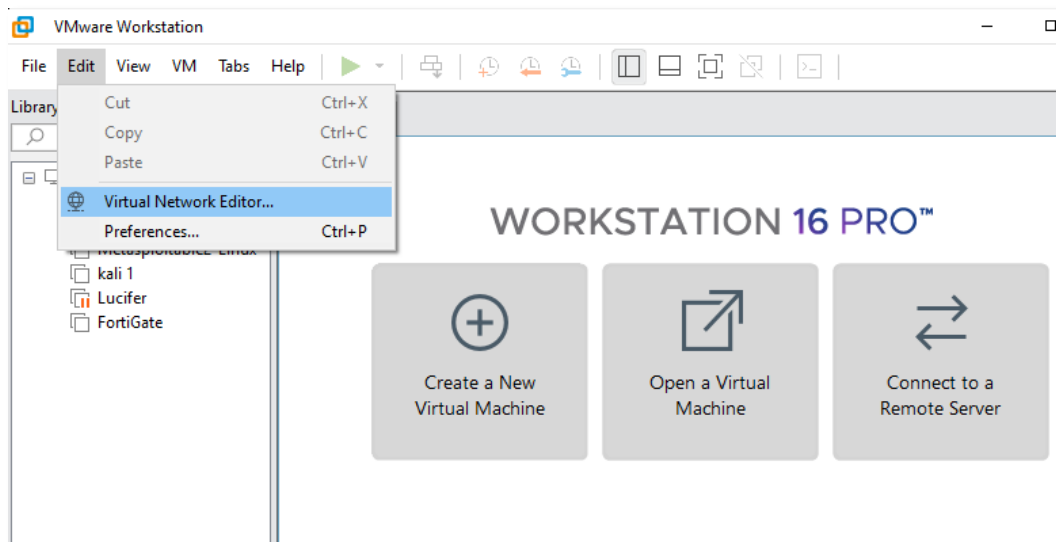 VMware Workstation
File Edit View VM Tabs Help
Library
Cut Ctrl+X
Copy Ctrl+C
Paste Ctrl+V
Virtual Network Editor...
Preferences... Ctrl+P
WORKSTATION 16 PRO™
Metasploitable2-Linux
kali 1
Lucifer
FortiGate
Create a New
Virtual Machine
Open a Virtual
Machine
Connect to a
Remote Server